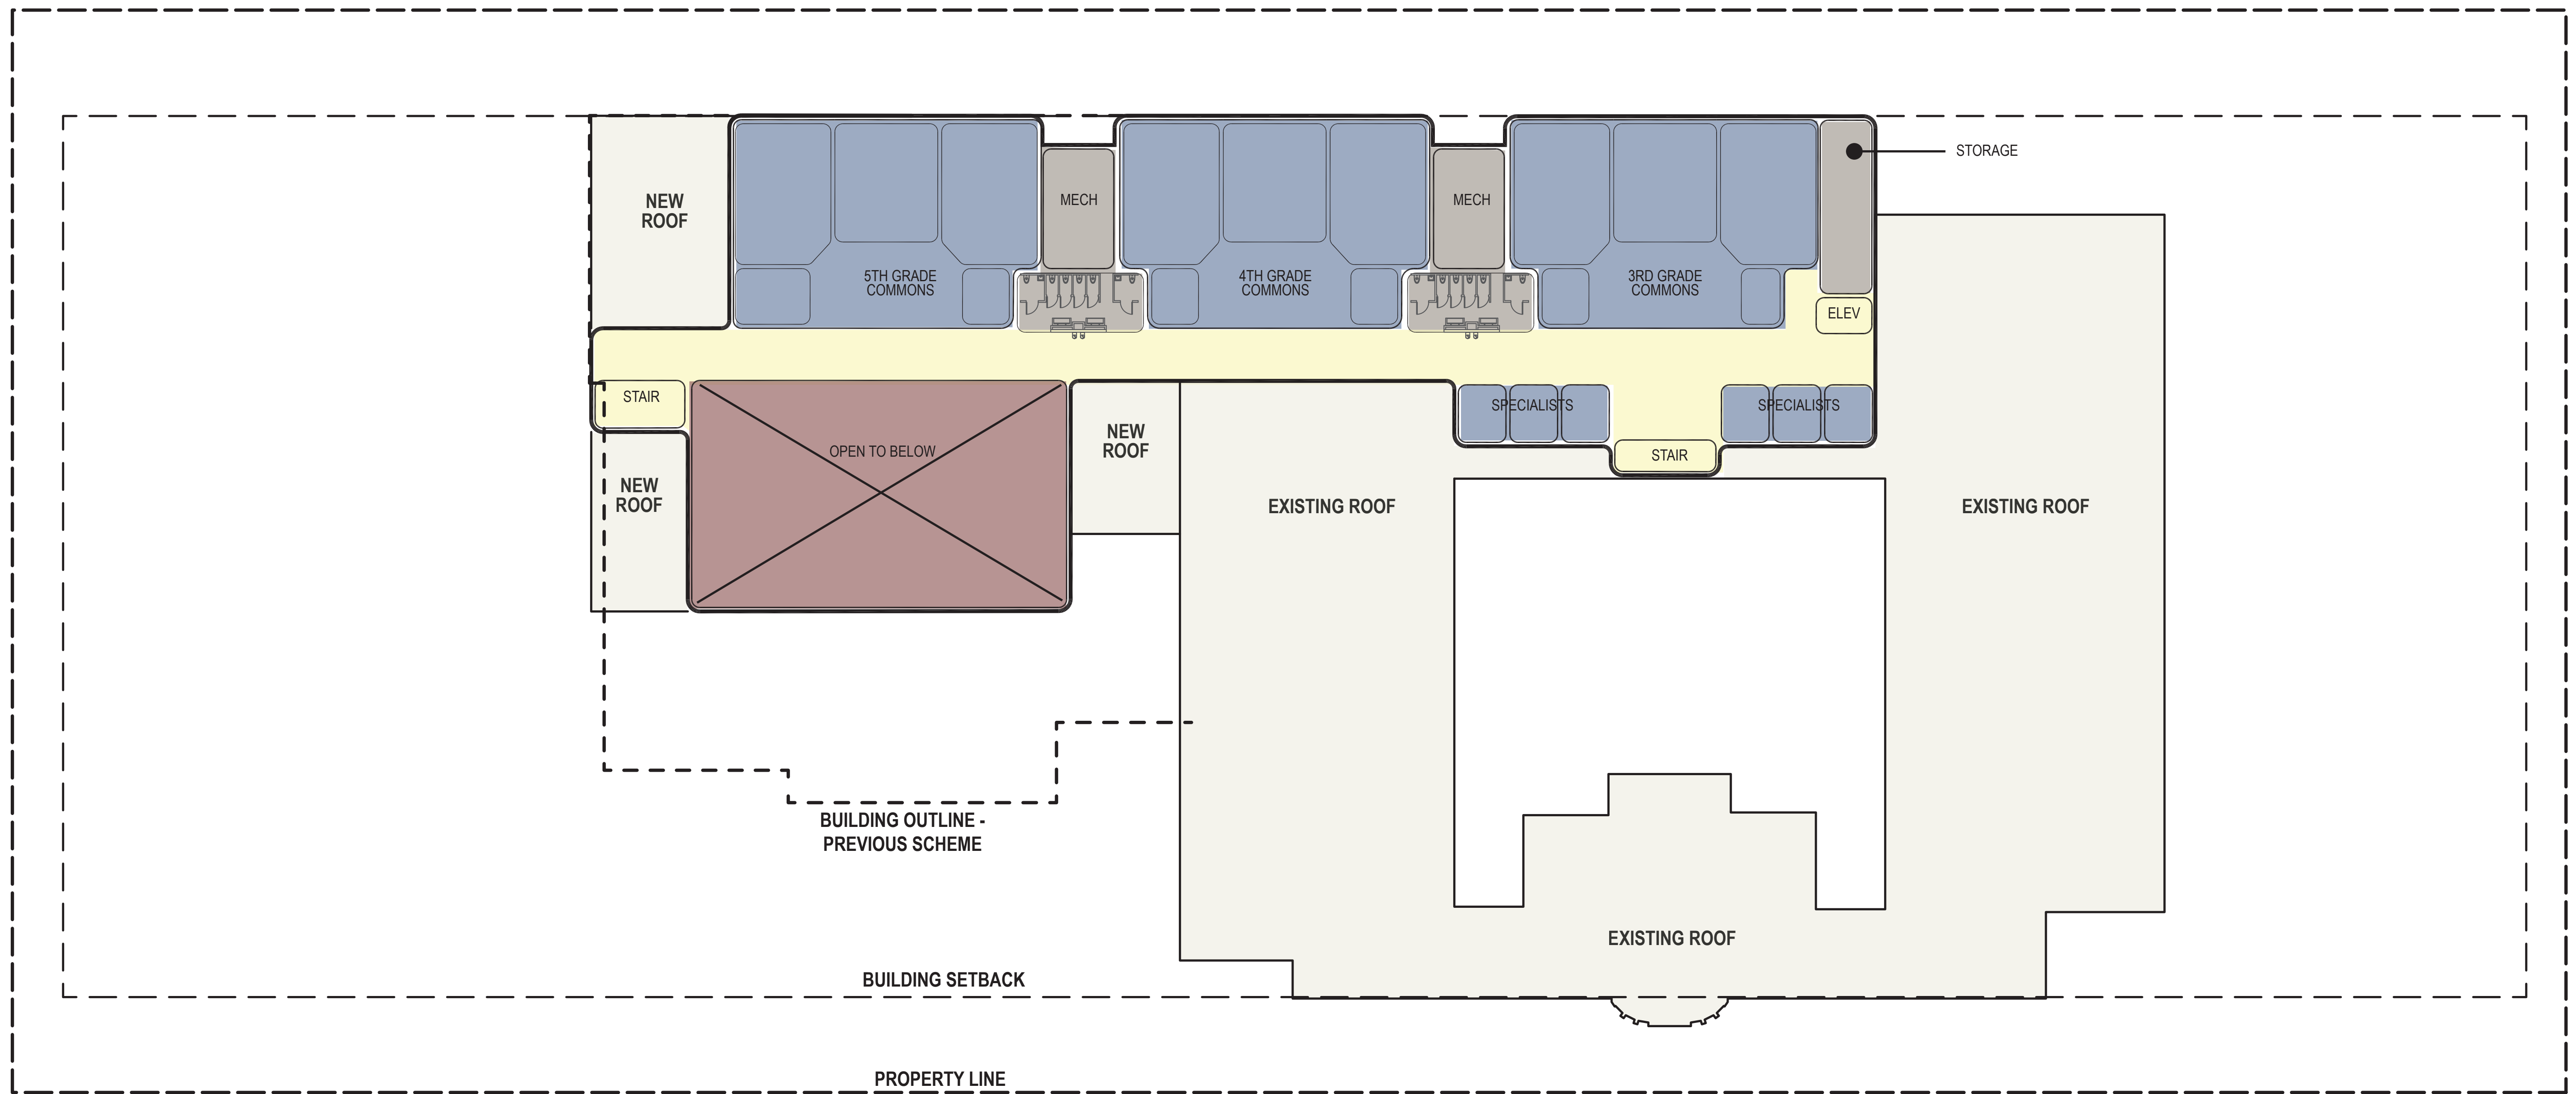 STORAGE
NEW
ROOF
MECH
MECH
5TH GRADE
COMMONS
4TH GRADE
COMMONS
3RD GRADE
COMMONS
ELEV
STAIR
SPECIALISTS
SPECIALISTS
OPEN TO BELOW
NEW
ROOF
STAIR
NEW
ROOF
EXISTING ROOF
EXISTING ROOF
BUILDING OUTLINE -
PREVIOUS SCHEME
EXISTING ROOF
BUILDING SETBACK
PROPERTY LINE